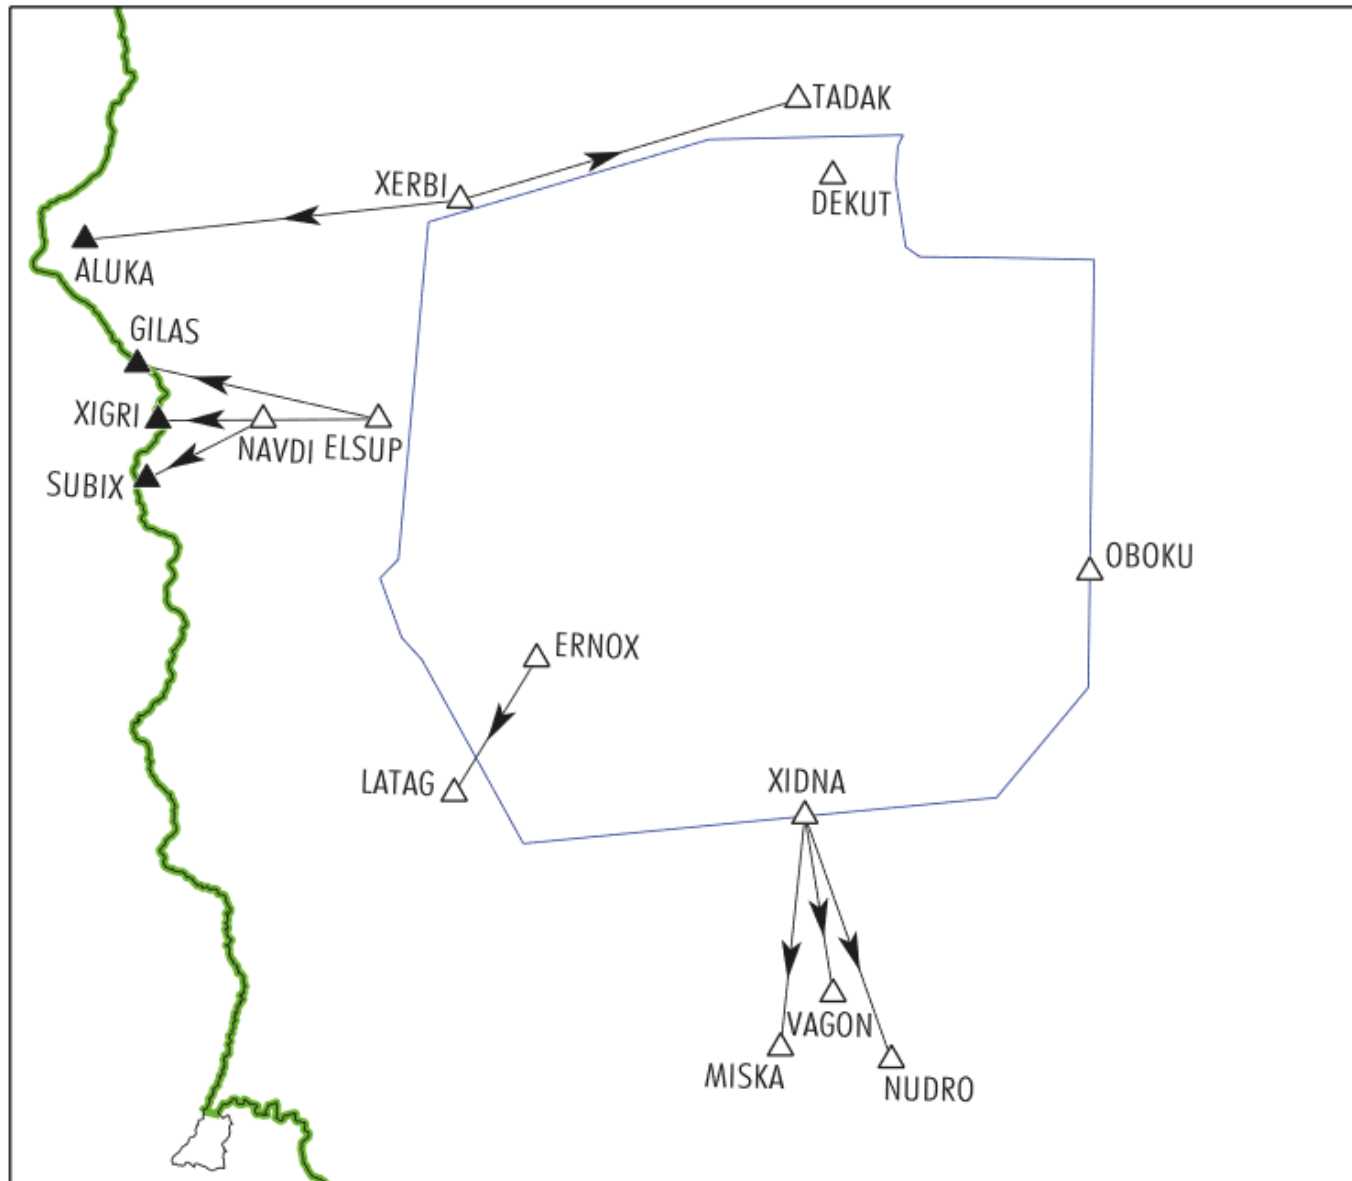 TADAK
XERBI
DEKUT
ALUKA
GILAS
XIGRI
NAVDI
ELSUP
SUBIX
OBOKU
ERNOX
LATAG
XIDNA
VAGON
MISKA
NUDRO